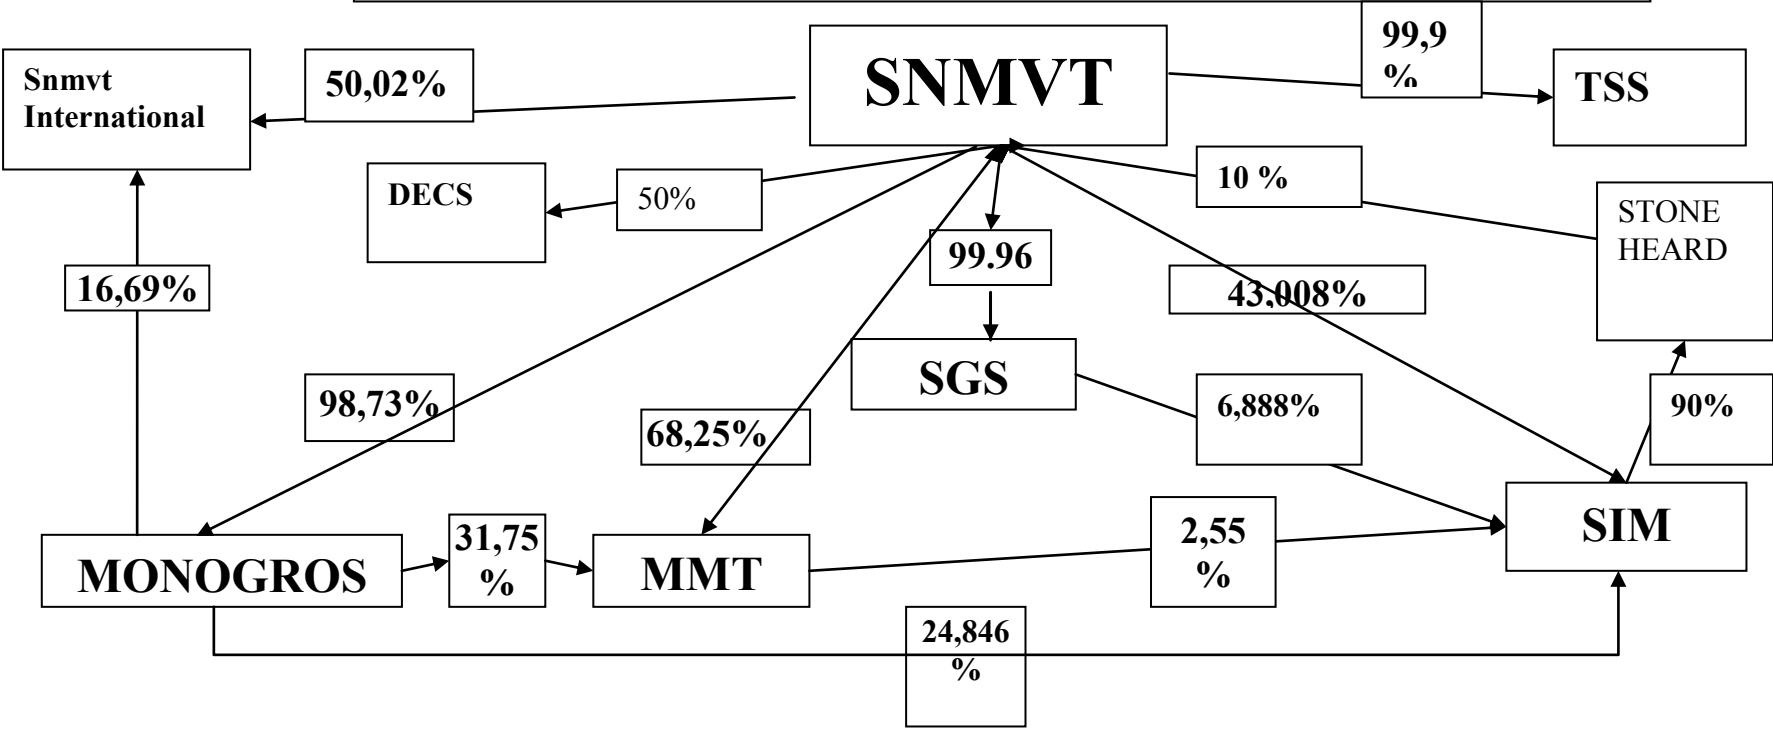 99,9
%
SNMVT
Snmvt
International
50,02%
TSS
DECS
50%
10 %
STONE
HEARD
99.96
16,69%
43,008%
SGS
98,73%
68,25%
6,888%
90%
MONOGROS
31,75
%
MMT
2,55
%
SIM
24,846
%